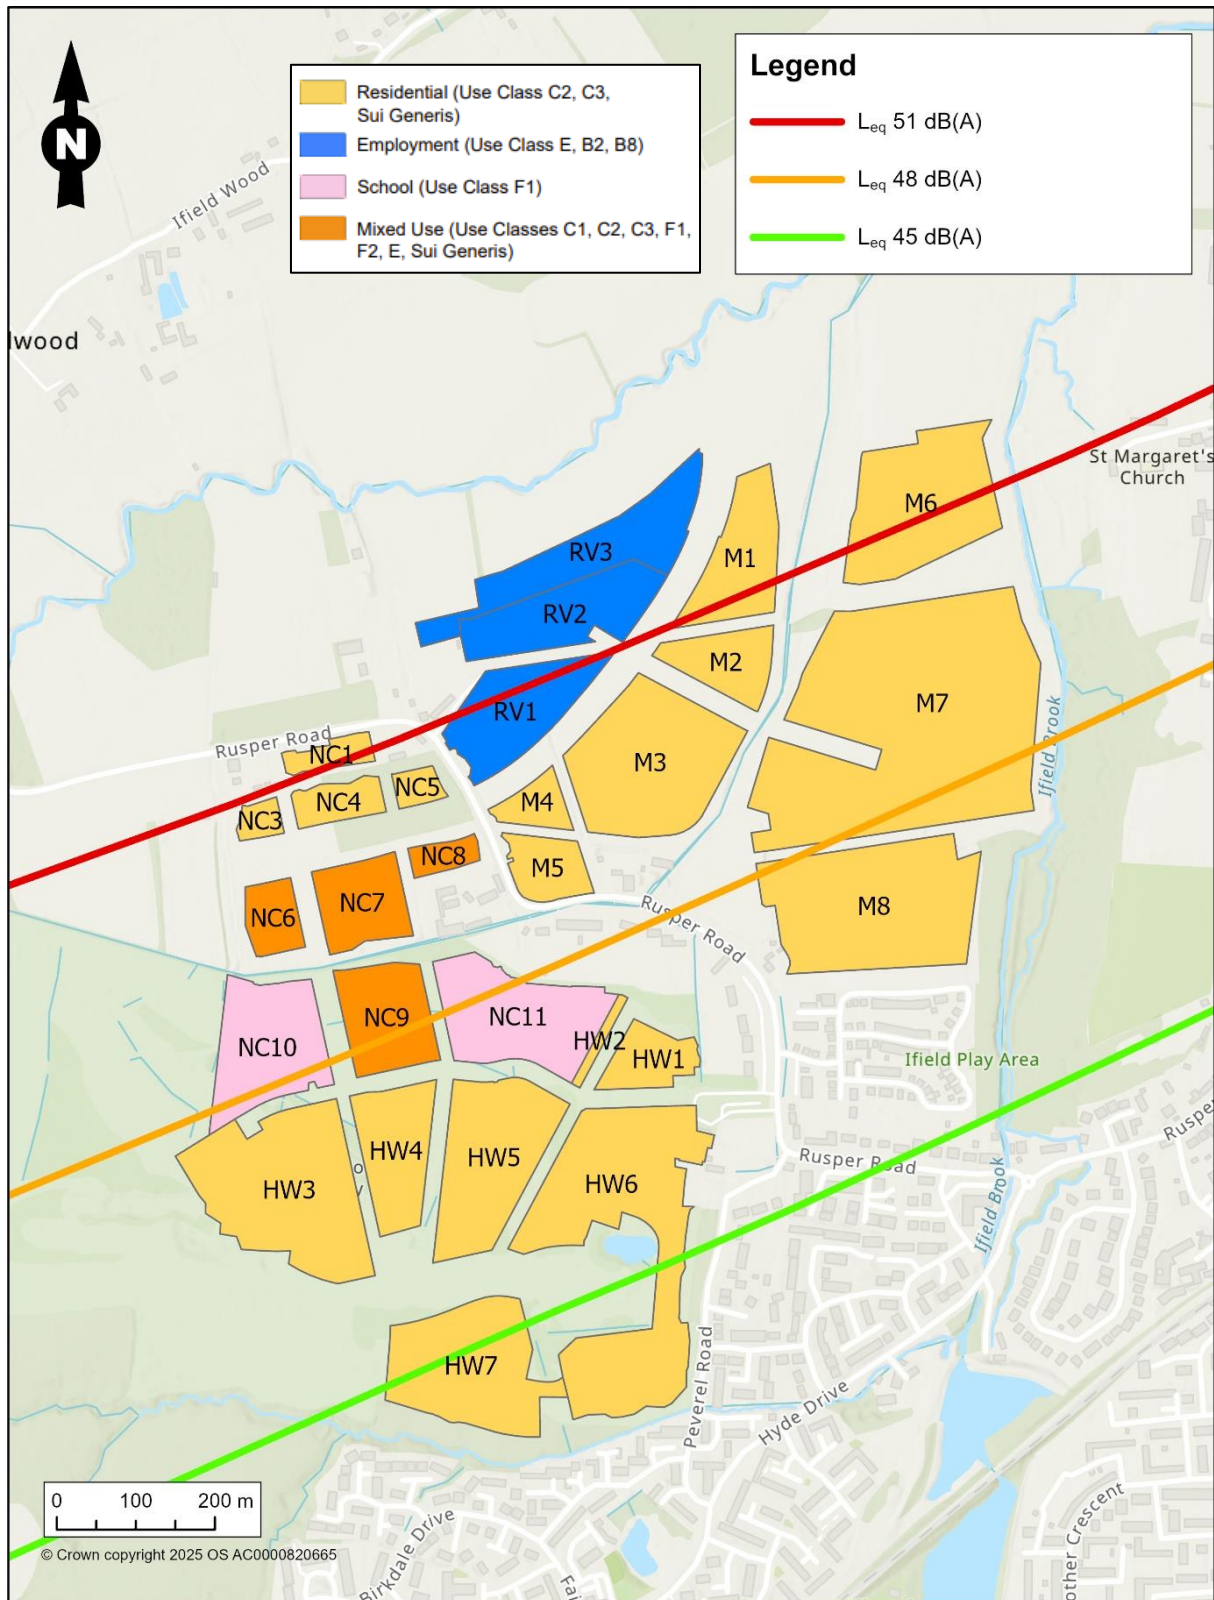 N
Residential (Use Class C2, C3,
Sui Generis)
Employment (Use Class E, B2, B8)
School (Use Class F1)
Mixed Use (Use Classes C1, C2, C3, F1,
F2, E, Sui Generis)
Legend
Leq 51 dB(A)
Leq 48 dB(A)
Leq 45 dB(A)
Ifield Wood
lwood
St Margaret's
Church
M6
RV3
M1
RV2
M2
M7
RV1
Rusper Road
NC1
M3
Ifield Brook
NC5
NC4
M4
NC3
NC8
M5
NC7
M8
NC6
Rusper Road
NC9
NC11
NC10
HW2
HW1
Ifield Play Area
Rusper
HW4
HW5
Rusper Road
HW3
HW6
Ifield Brook
HW7
Peverel Road
Hyde Drive
0 100 200 m
© Crown copyright 2025 OS AC0000820665
Birkdale Drive
Fai
other Crescent